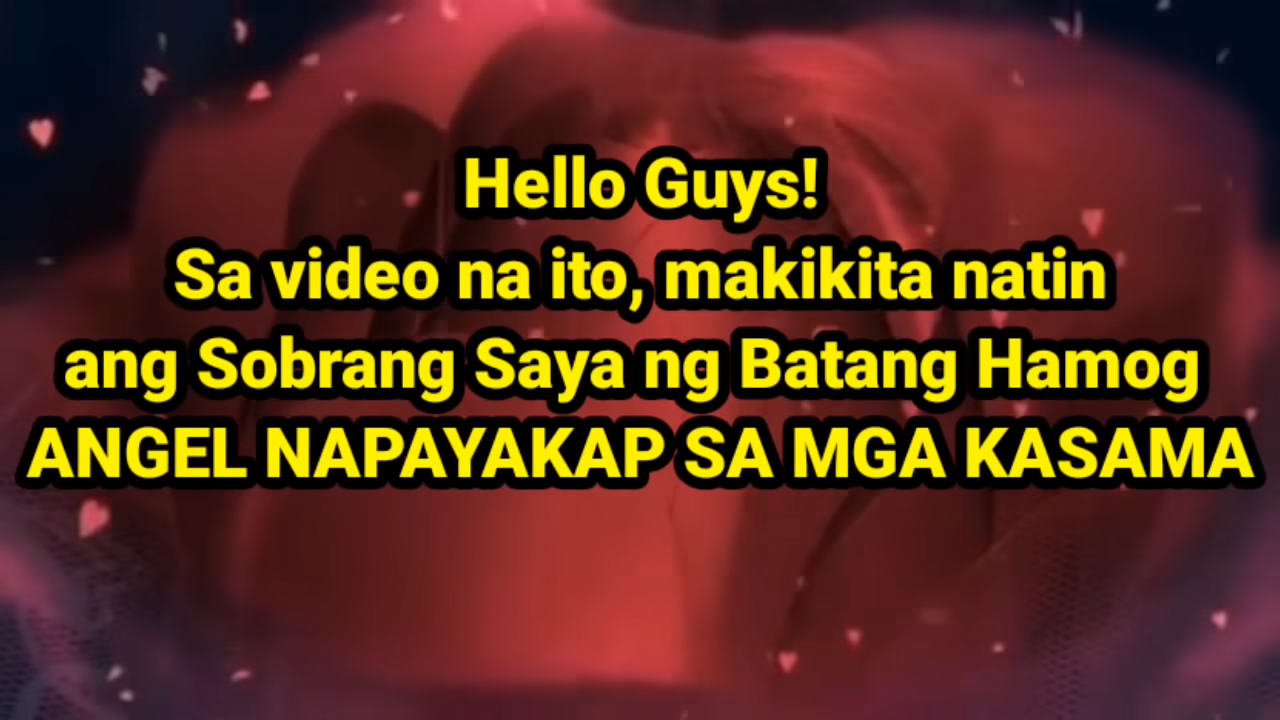 Hello Guys!
Sa video na ito, makikita natin
ang Sobrang Saya ng Batang Hamog
ANGEL NAPAYAKAP SA MGA KASAMA